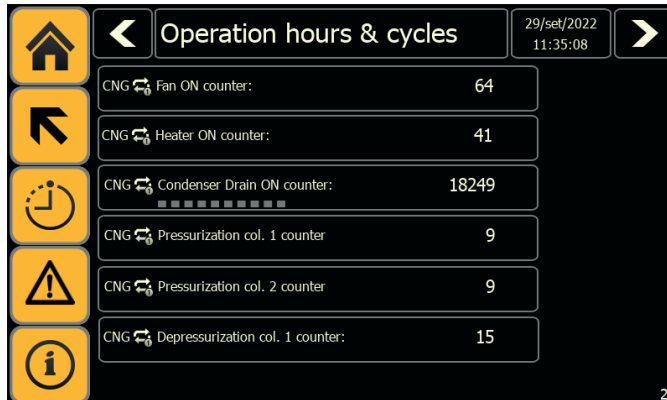 Operation hours & cycles
29/set/2022
11:35:08
CNG Fan ON counter: 64
CNG Heater ON counter: 41
CNG Condenser Drain ON counter: 18249
CNG Pressurization col. 1 counter 9
CNG Pressurization col. 2 counter 9
CNG Depressurization col. 1 counter: 15
2